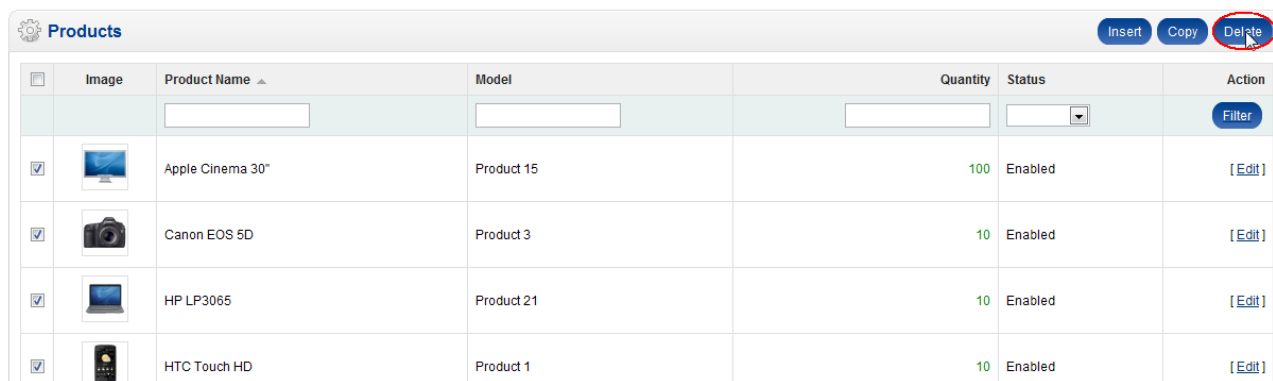 Products Insert Copy Delete
Image Product Name Model Quantity Status Action
Filter
Apple Cinema 30" Product 15 100 Enabled [ Edit ]
Canon EOS 5D Product 3 10 Enabled [ Edit ]
HP LP3065 Product 21 10 Enabled [ Edit ]
HTC Touch HD Product 1 10 Enabled [ Edit ]